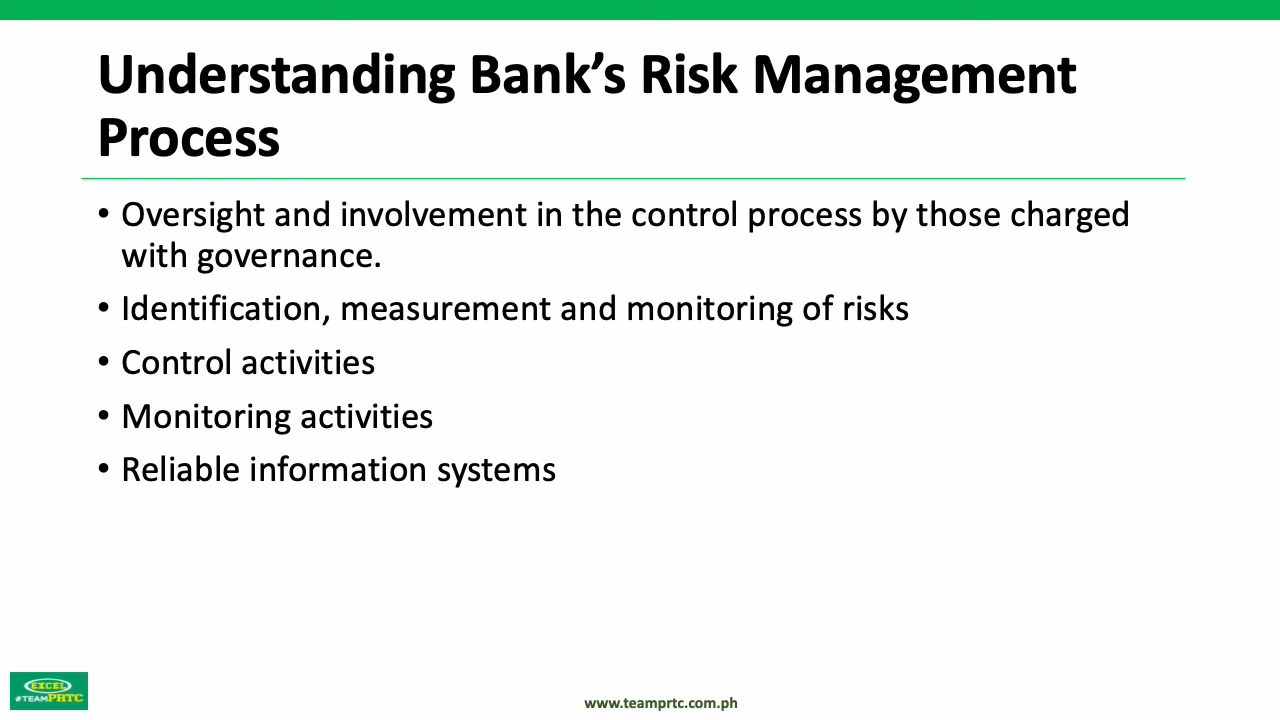 Understanding Bank’s Risk Management
Process
• Oversight and involvement in the control process by those charged
with governance.
• Identification, measurement and monitoring of risks
• Control activities
• Monitoring activities
• Reliable information systems
EXCEL
#TEAMPRTC
www.teamprtc.com.ph